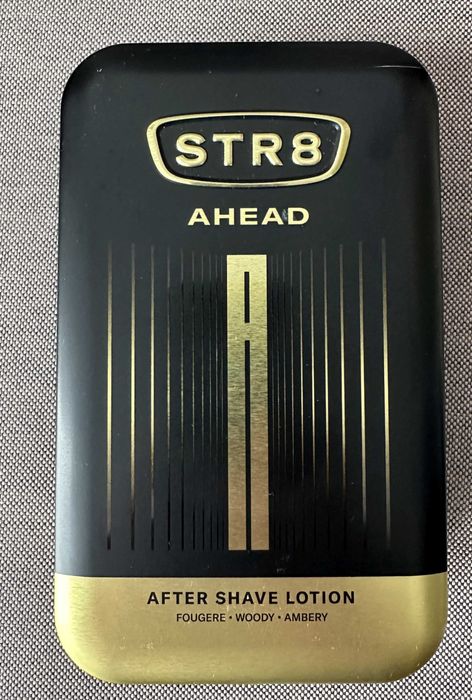 STR8
AHEAD
AFTER SHAVE LOTION
FOUGERE • WOODY • AMBERY